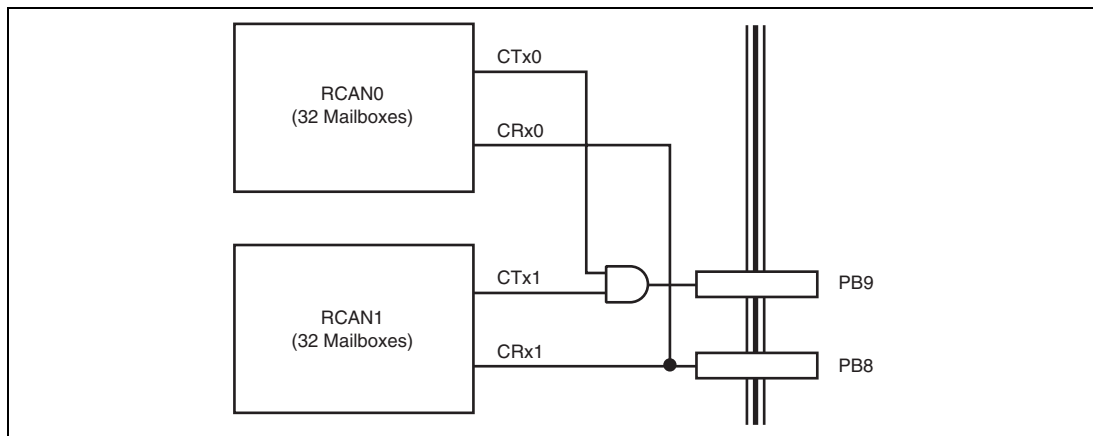 CTx0
RCAN0
(32 Mailboxes)
CRx0
CTx1
PB9
RCAN1
(32 Mailboxes)
CRx1
PB8